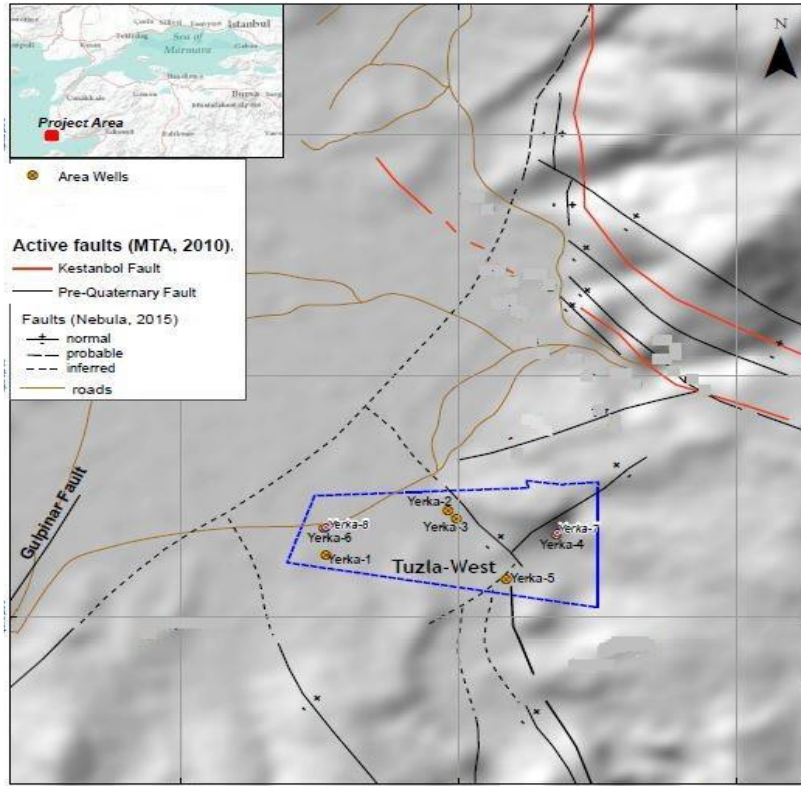 Istanbul
Sea of
Marmara
Project Area
N
Area Wells
Active faults (MTA, 2010).
Kestanbol Fault
Pre-Quaternary Fault
Faults (Nebula, 2015)
normal
probable
inferred
roads
Gulpinar Fault
Yerka-2
Yerka-3
Yerka-8
Yerka-6
Yerka-1
Yerka-7
Yerka-4
Tuzla-West
Yerka-5